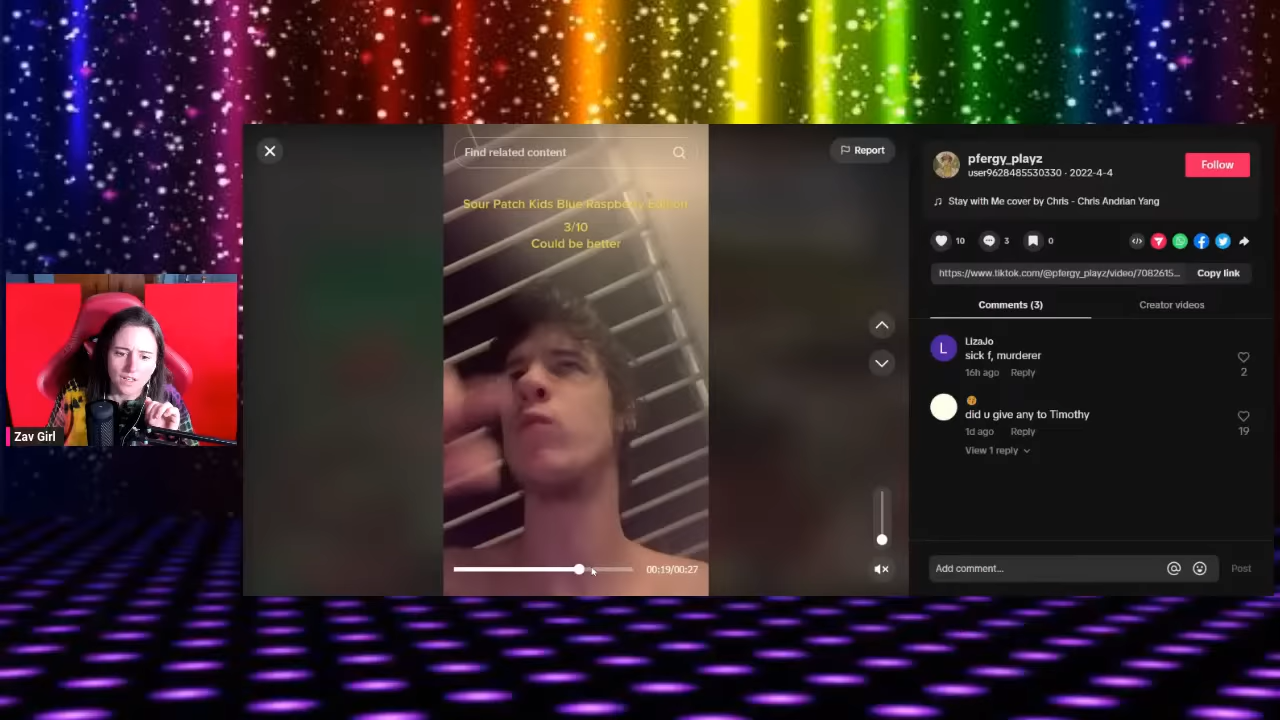 Find related content
Report
Sour Patch Kids Blue Raspberry Edition
3/10
Could be better
00:19/00:27
Zav Girl
pfergy_playz
user9628485530330 · 2022-4-4
Follow
Stay with Me cover by Chris - Chris Andrian Yang
10
3
0
https://www.tiktok.com/@pfergy_playz/video/7082615...
Copy link
Comments (3)
Creator videos
L
LizaJo
sick f, murderer
16h ago Reply
2
did u give any to Timothy
1d ago Reply
19
View 1 reply
Add comment...
Post